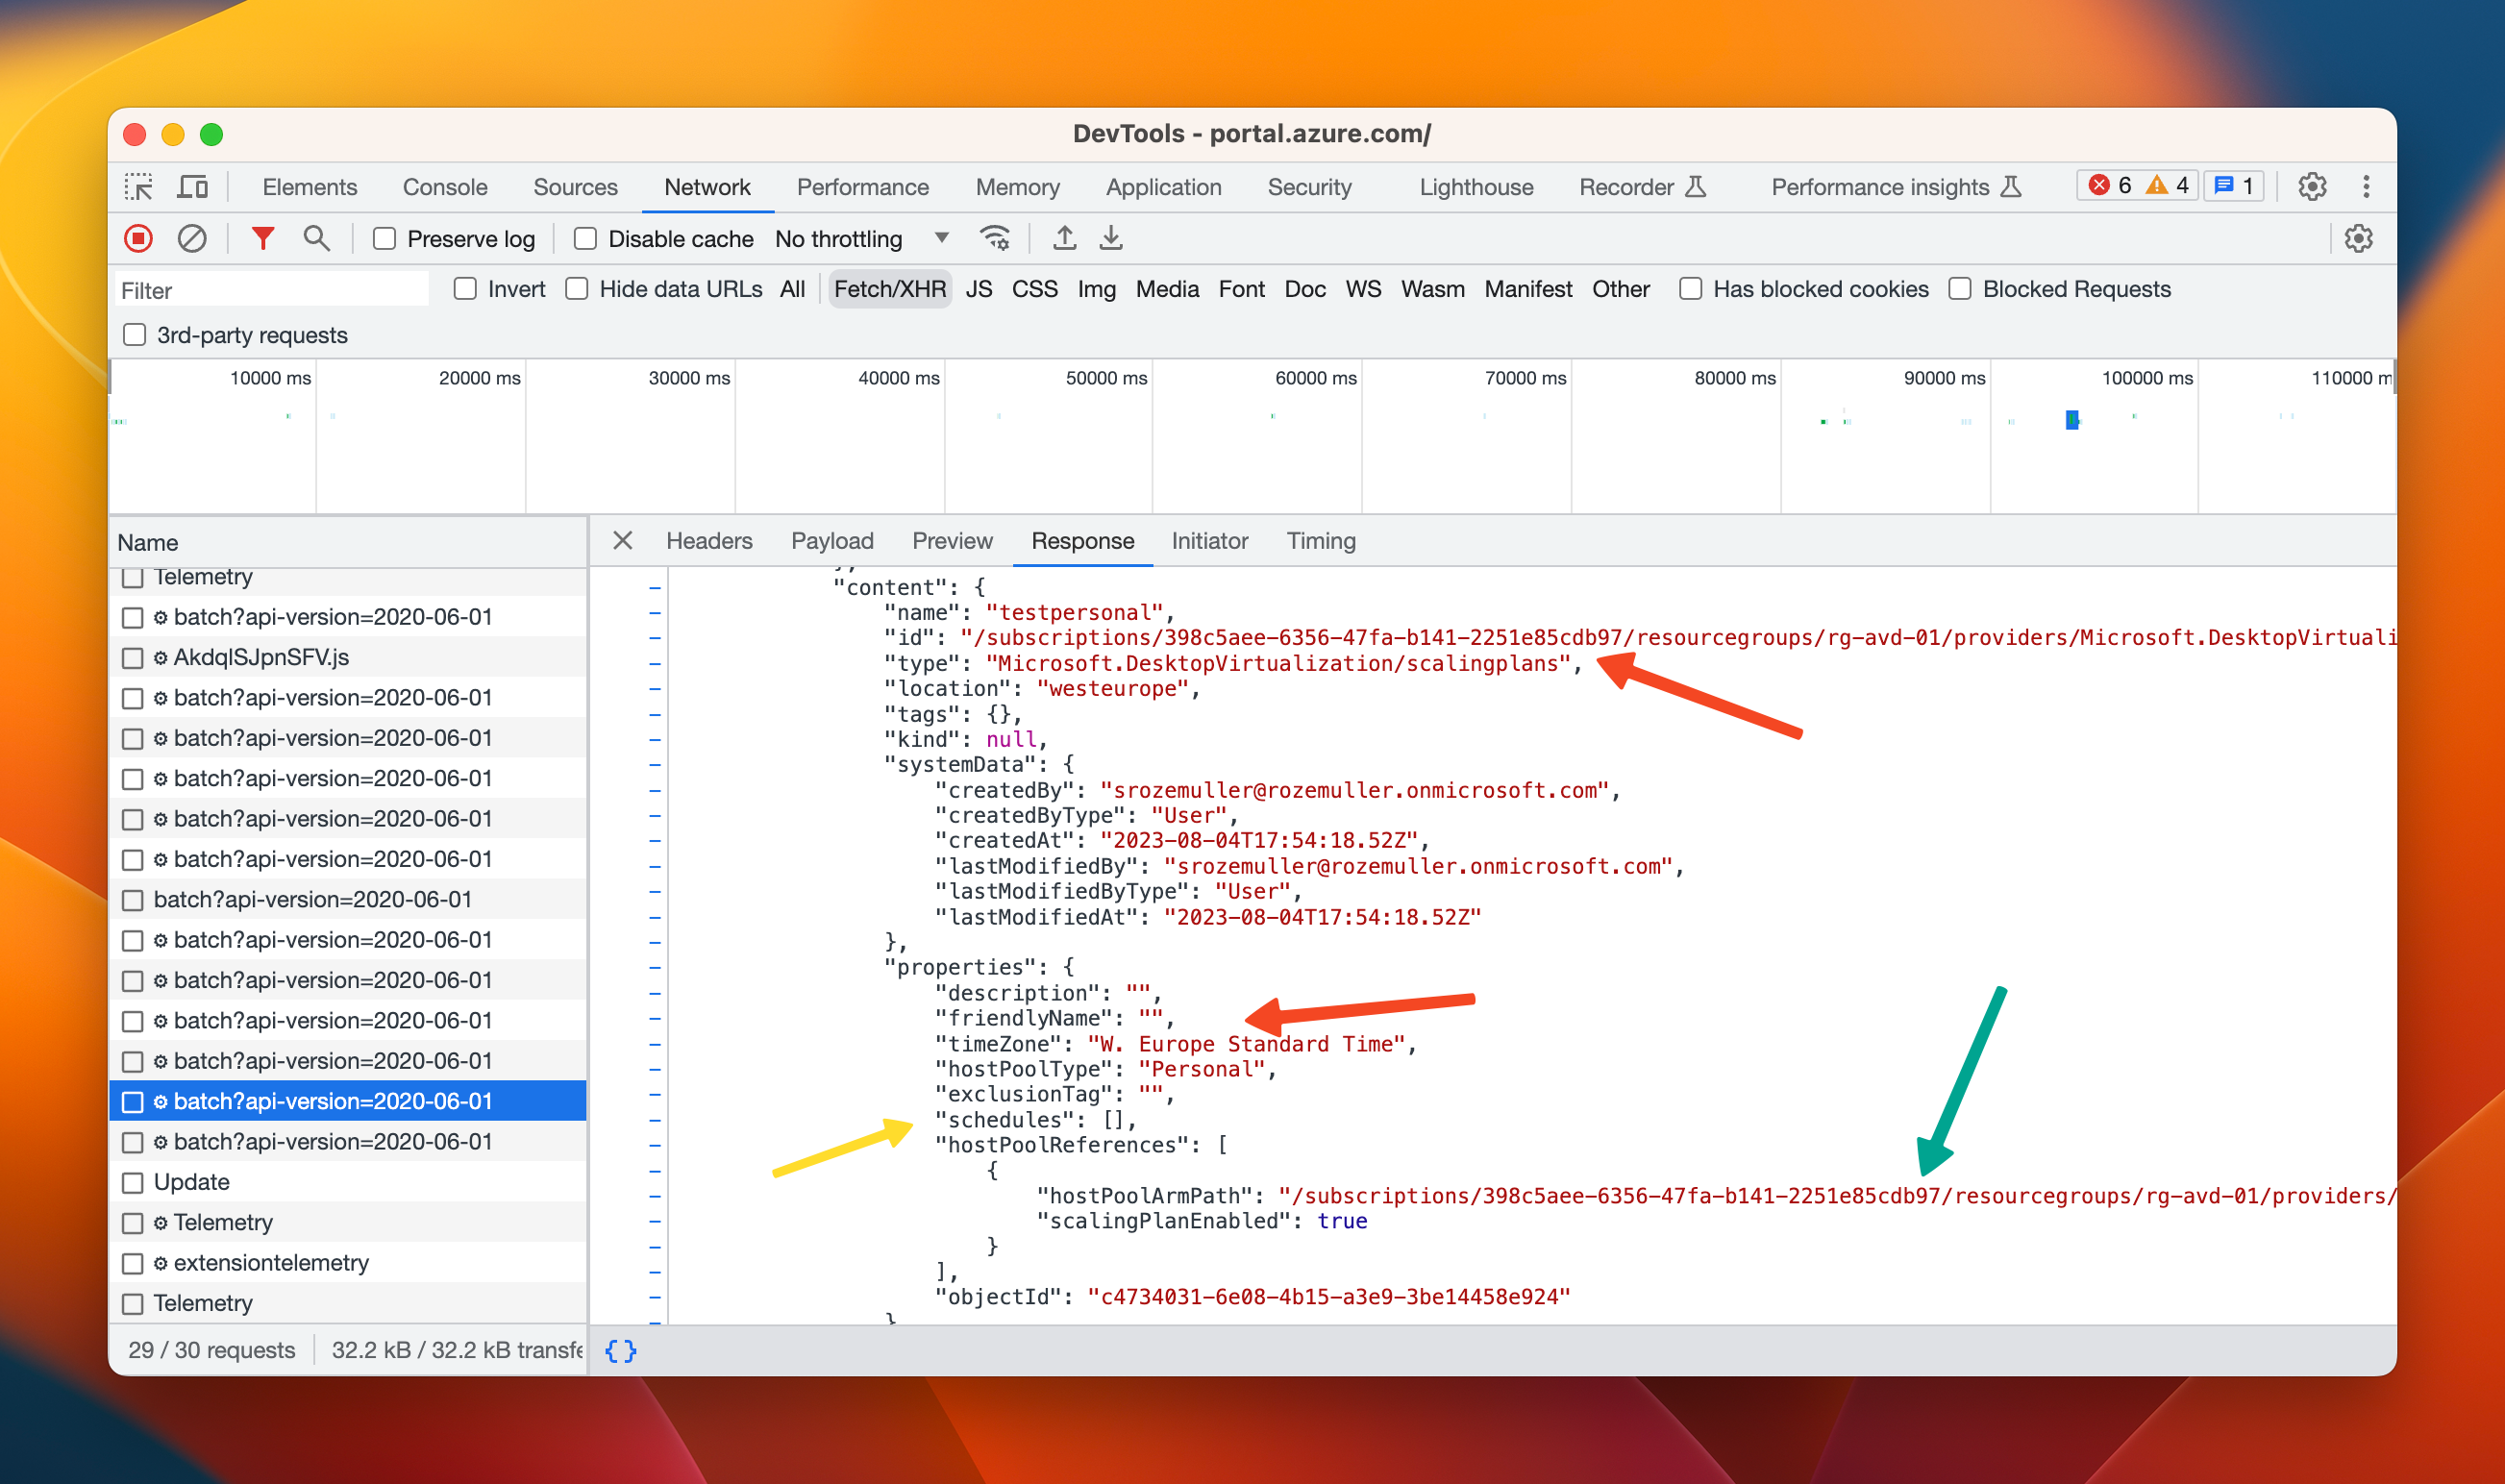 DevTools - portal.azure.com/
Elements Console Sources Network Performance Memory Application Security Lighthouse Recorder Performance insights 6 4 1
Preserve log Disable cache No throttling
Filter Invert Hide data URLs All Fetch/XHR JS CSS Img Media Font Doc WS Wasm Manifest Other Has blocked cookies Blocked Requests
3rd-party requests
10000 ms 20000 ms 30000 ms 40000 ms 50000 ms 60000 ms 70000 ms 80000 ms 90000 ms 100000 ms 110000 m
Name
Telemetry
batch?api-version=2020-06-01
AkdqlSJpnSFV.js
batch?api-version=2020-06-01
batch?api-version=2020-06-01
batch?api-version=2020-06-01
batch?api-version=2020-06-01
batch?api-version=2020-06-01
batch?api-version=2020-06-01
batch?api-version=2020-06-01
batch?api-version=2020-06-01
batch?api-version=2020-06-01
batch?api-version=2020-06-01
batch?api-version=2020-06-01
batch?api-version=2020-06-01
Update
Telemetry
extensiontelemetry
Telemetry
29 / 30 requests 32.2 kB / 32.2 kB transfe
Headers Payload Preview Response Initiator Timing
"content": {
"name": "testpersonal",
"id": "/subscriptions/398c5aee-6356-47fa-b141-2251e85cdb97/resourcegroups/rg-avd-01/providers/Microsoft.DesktopVirtuali
"type": "Microsoft.DesktopVirtualization/scalingplans",
"location": "westeurope",
"tags": {},
"kind": null,
"systemData": {
"createdBy": "srozemuller@rozemuller.onmicrosoft.com",
"createdByType": "User",
"createdAt": "2023-08-04T17:54:18.52Z",
"lastModifiedBy": "srozemuller@rozemuller.onmicrosoft.com",
"lastModifiedByType": "User",
"lastModifiedAt": "2023-08-04T17:54:18.52Z"
},
"properties": {
"description": "",
"friendlyName": "",
"timeZone": "W. Europe Standard Time",
"hostPoolType": "Personal",
"exclusionTag": "",
"schedules": [],
"hostPoolReferences": [
{
"hostPoolArmPath": "/subscriptions/398c5aee-6356-47fa-b141-2251e85cdb97/resourcegroups/rg-avd-01/providers/
"scalingPlanEnabled": true
}
],
"objectId": "c4734031-6e08-4b15-a3e9-3be14458e924"
}
{ }